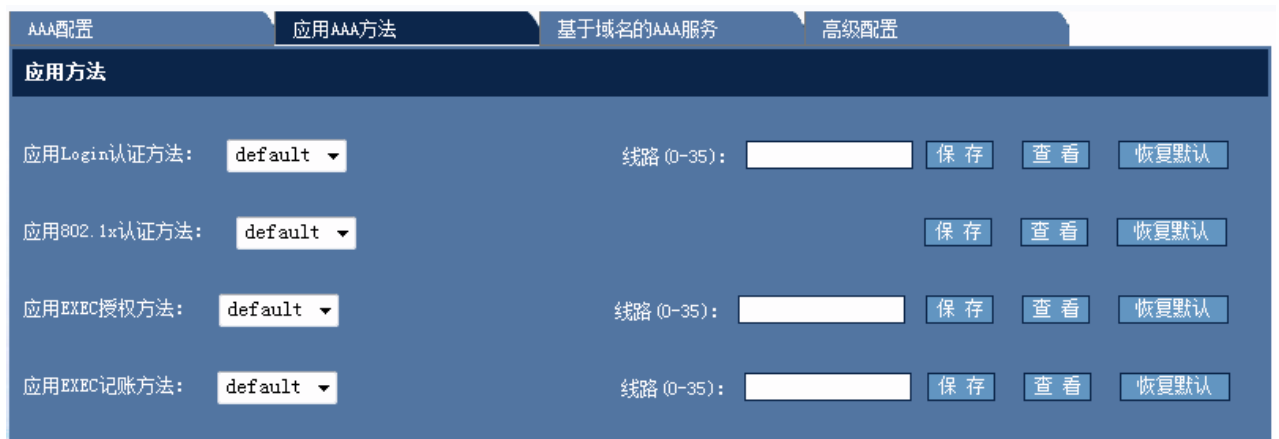 AAA配置 应用AAA方法 基于域名的AAA服务 高级配置
应用方法
应用Login认证方法: default 线路(0-35): 保 存 查 看 恢复默认
应用802.1x认证方法: default 保 存 查 看 恢复默认
应用EXEC授权方法: default 线路(0-35): 保 存 查 看 恢复默认
应用EXEC记账方法: default 线路(0-35): 保 存 查 看 恢复默认